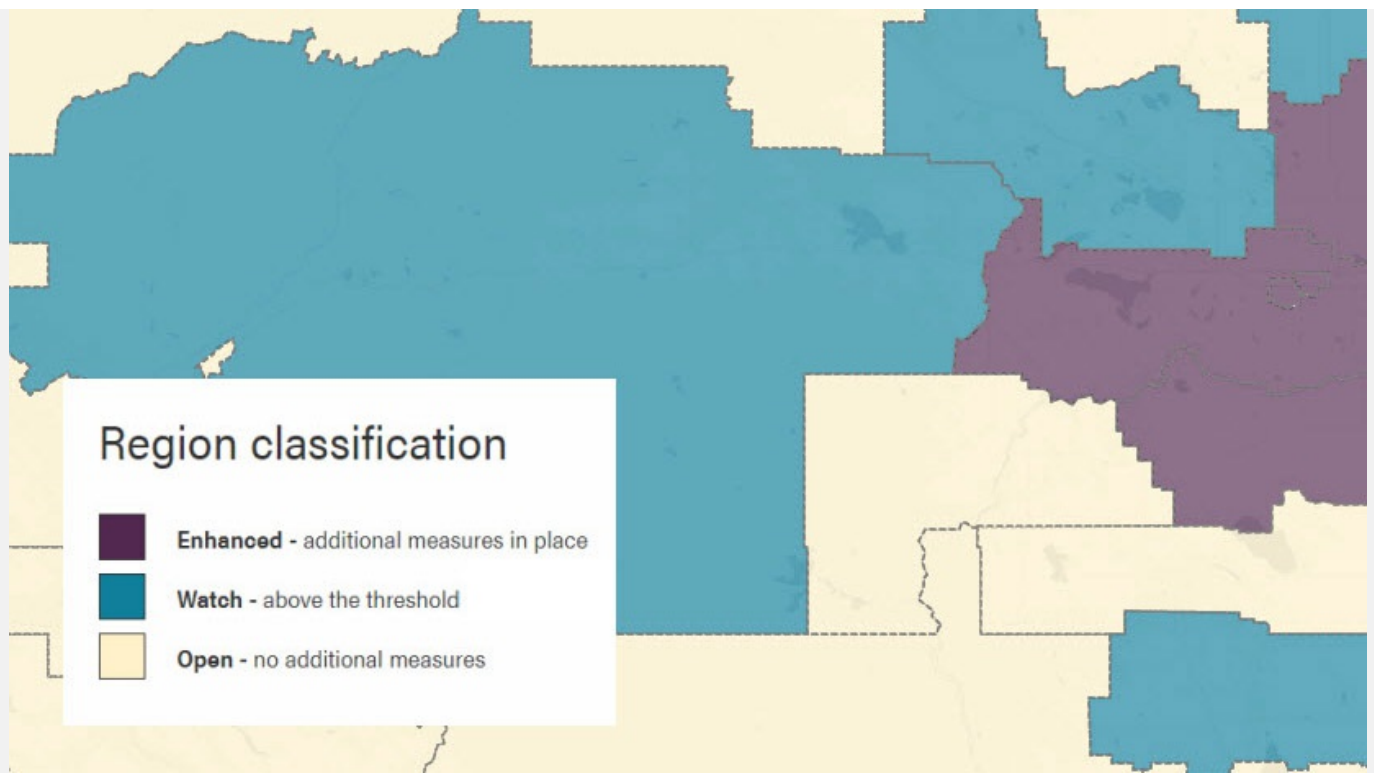 Region classification
Enhanced - additional measures in place
Watch - above the threshold
Open - no additional measures